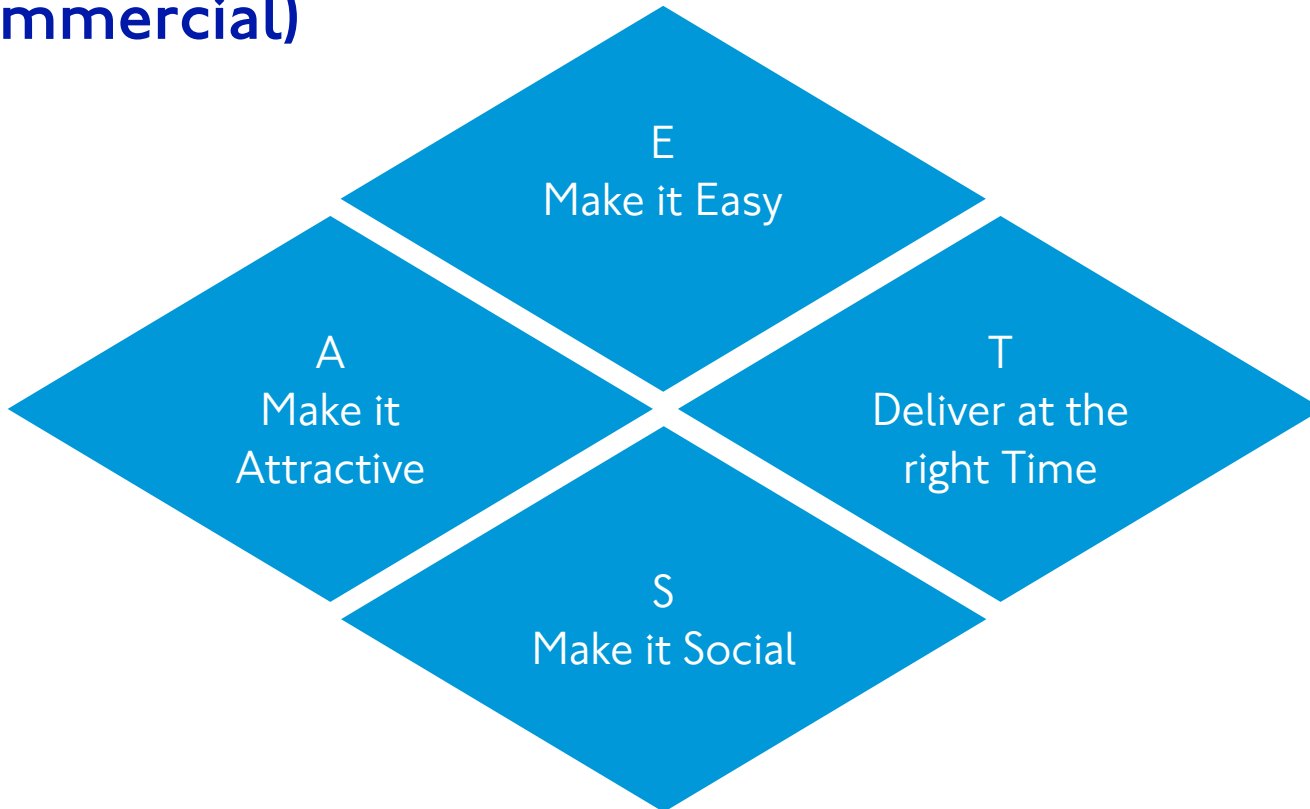 mmercial)
E
Make it Easy
A
Make it
Attractive
T
Deliver at the
right Time
S
Make it Social